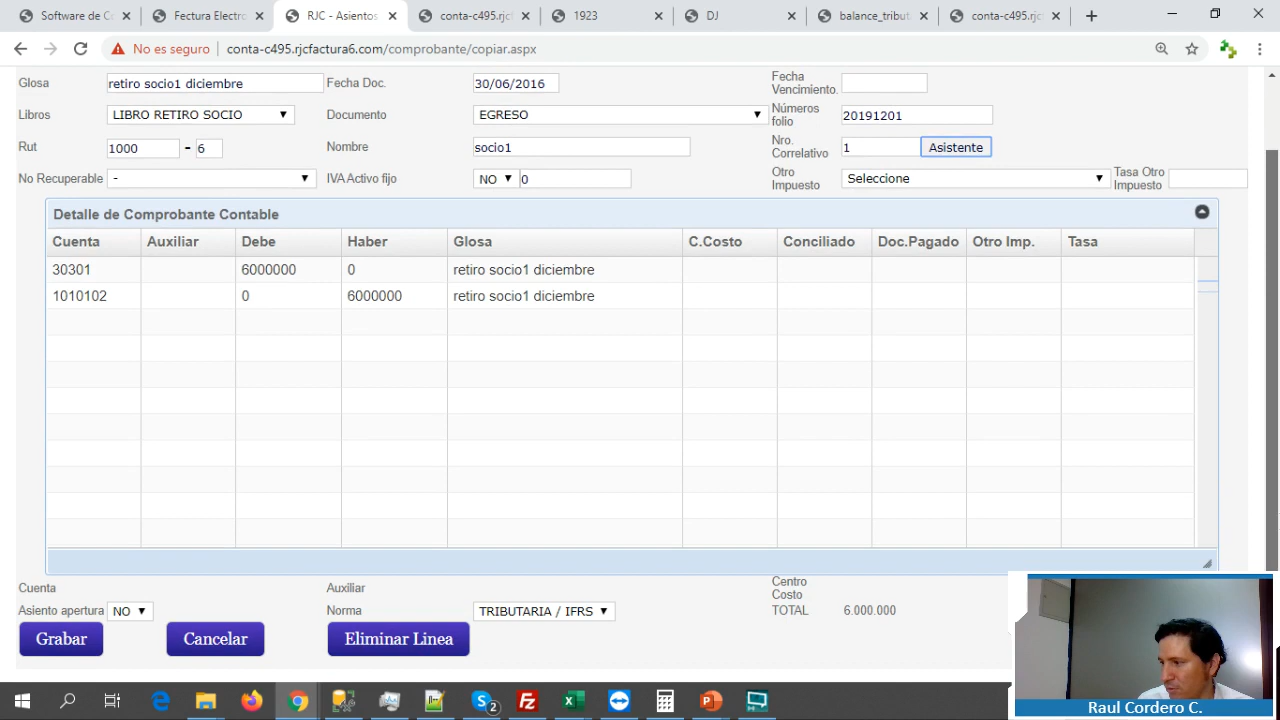 Software de C
Fectura Electro
RJC - Asientos
conta-c495.rjc
1923
DJ
balance_tribut
conta-c495.rjc
No es seguro conta-c495.rjcfactura6.com/comprobante/copiar.aspx
Glosa retiro socio1 diciembre Fecha Doc. 30/06/2016 Fecha Vencimiento.
Libros LIBRO RETIRO SOCIO Documento EGRESO Números folio 20191201
Rut 1000 - 6 Nombre socio1 Nro. Correlativo 1 Asistente
No Recuperable - IVA Activo fijo NO 0 Otro Impuesto Seleccione Tasa Otro Impuesto
Detalle de Comprobante Contable
Cuenta Auxiliar Debe Haber Glosa C.Costo Conciliado Doc.Pagado Otro Imp. Tasa
30301 6000000 0 retiro socio1 diciembre
1010102 0 6000000 retiro socio1 diciembre
Cuenta Auxiliar Centro Costo
Asiento apertura NO Norma TRIBUTARIA / IFRS TOTAL 6.000.000
Grabar Cancelar Eliminar Linea
2
Raul Cordero C.